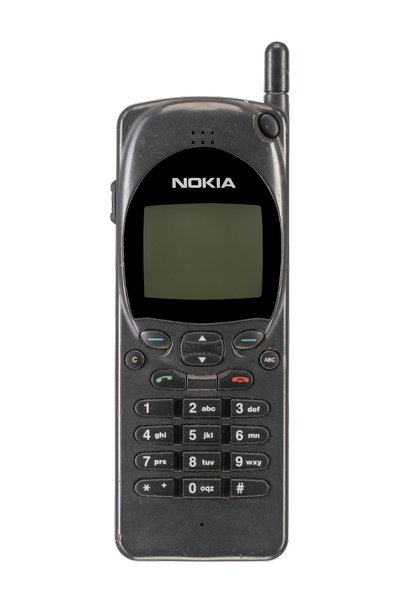 NOKIA
C ABC
1 2 abc 3 def
4 ghi 5 jkl 6 mn
7 prs 8 tuv 9 wxy
* + 0 oqz #